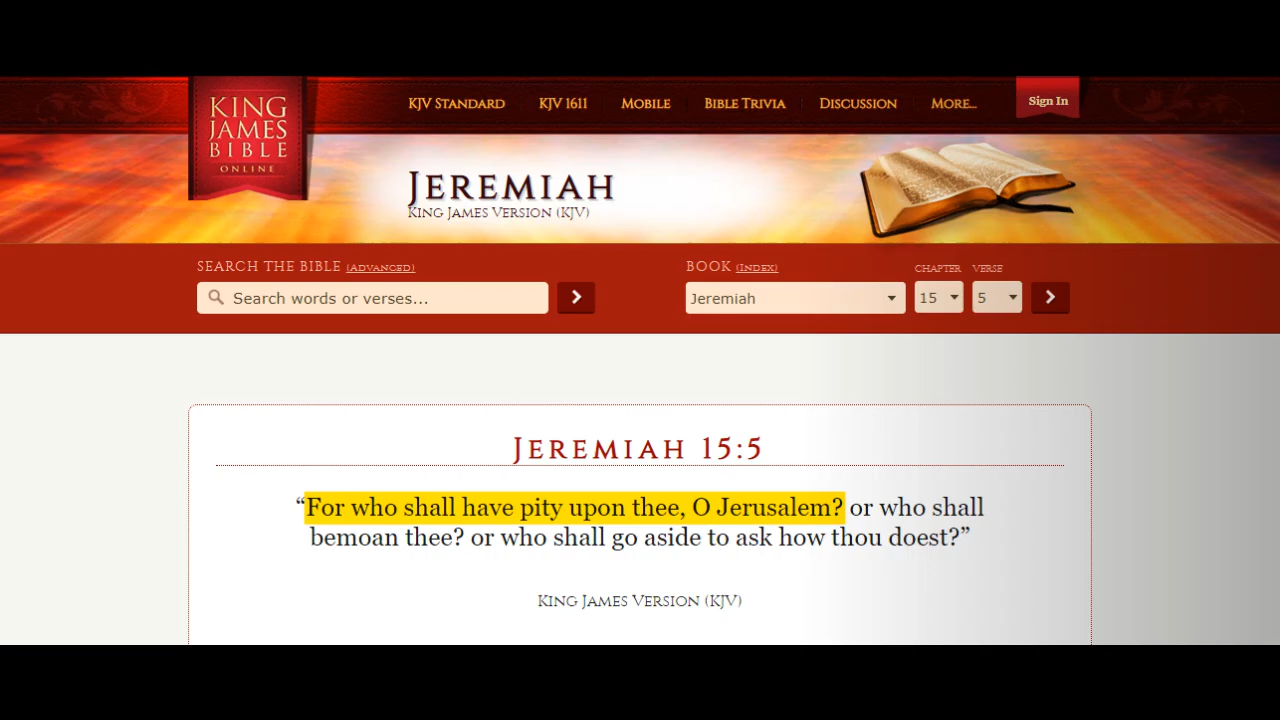 KING
JAMES
BIBLE
ONLINE
KJV STANDARD KJV 1611 MOBILE BIBLE TRIVIA DISCUSSION MORE... Sign In
JEREMIAH
KING JAMES VERSION (KJV)
SEARCH THE BIBLE (ADVANCED) BOOK (INDEX) CHAPTER VERSE
Search words or verses... Jeremiah 15 5
JEREMIAH 15:5
“For who shall have pity upon thee, O Jerusalem? or who shall
bemoan thee? or who shall go aside to ask how thou doest?”
KING JAMES VERSION (KJV)